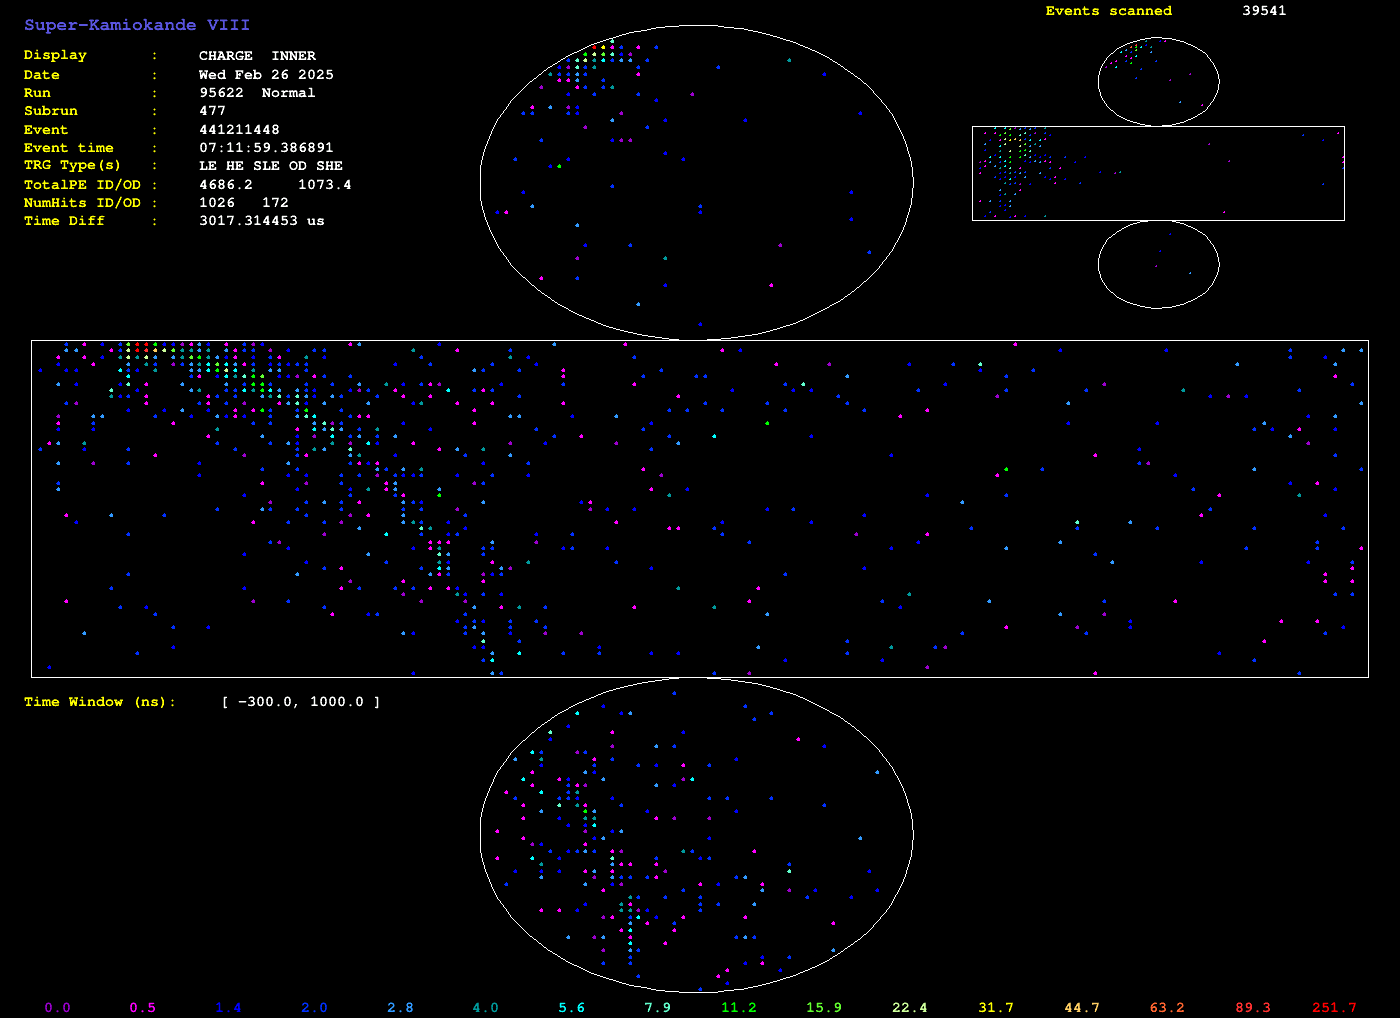 Super-Kamiokande VIII
Events scanned 39541
Display : CHARGE INNER
Date : Wed Feb 26 2025
Run : 95622 Normal
Subrun : 477
Event : 441211448
Event time : 07:11:59.386891
TRG Type(s) : LE HE SLE OD SHE
TotalPE ID/OD : 4686.2 1073.4
NumHits ID/OD : 1026 172
Time Diff : 3017.314453 us
Time Window (ns): [ -300.0, 1000.0 ]
0.0 0.5 1.4 2.0 2.8 4.0 5.6 7.9 11.2 15.9 22.4 31.7 44.7 63.2 89.3 251.7